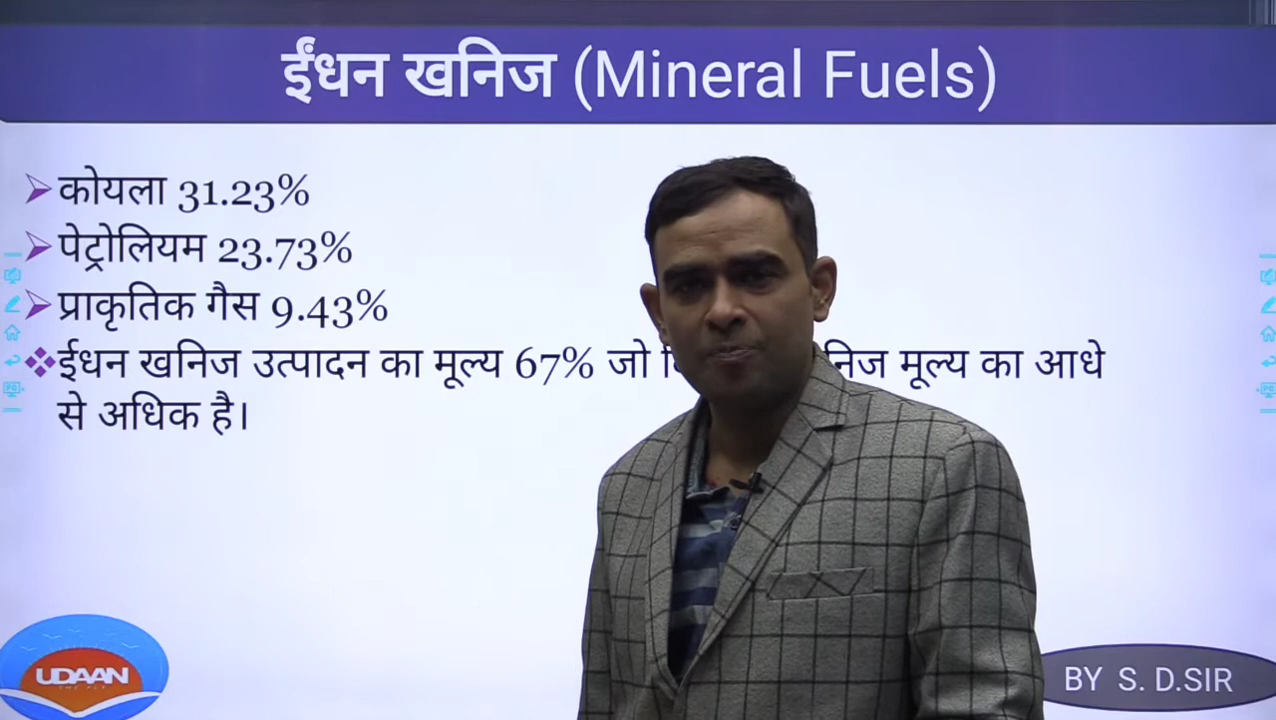 ईंधन खनिज (Mineral Fuels)
कोयला 31.23%
पेट्रोलियम 23.73%
प्राकृतिक गैस 9.43%
ईधन खनिज उत्पादन का मूल्य 67% जो मूल्य का आधे
से अधिक है।
UDAAN
BY S. D.SIR